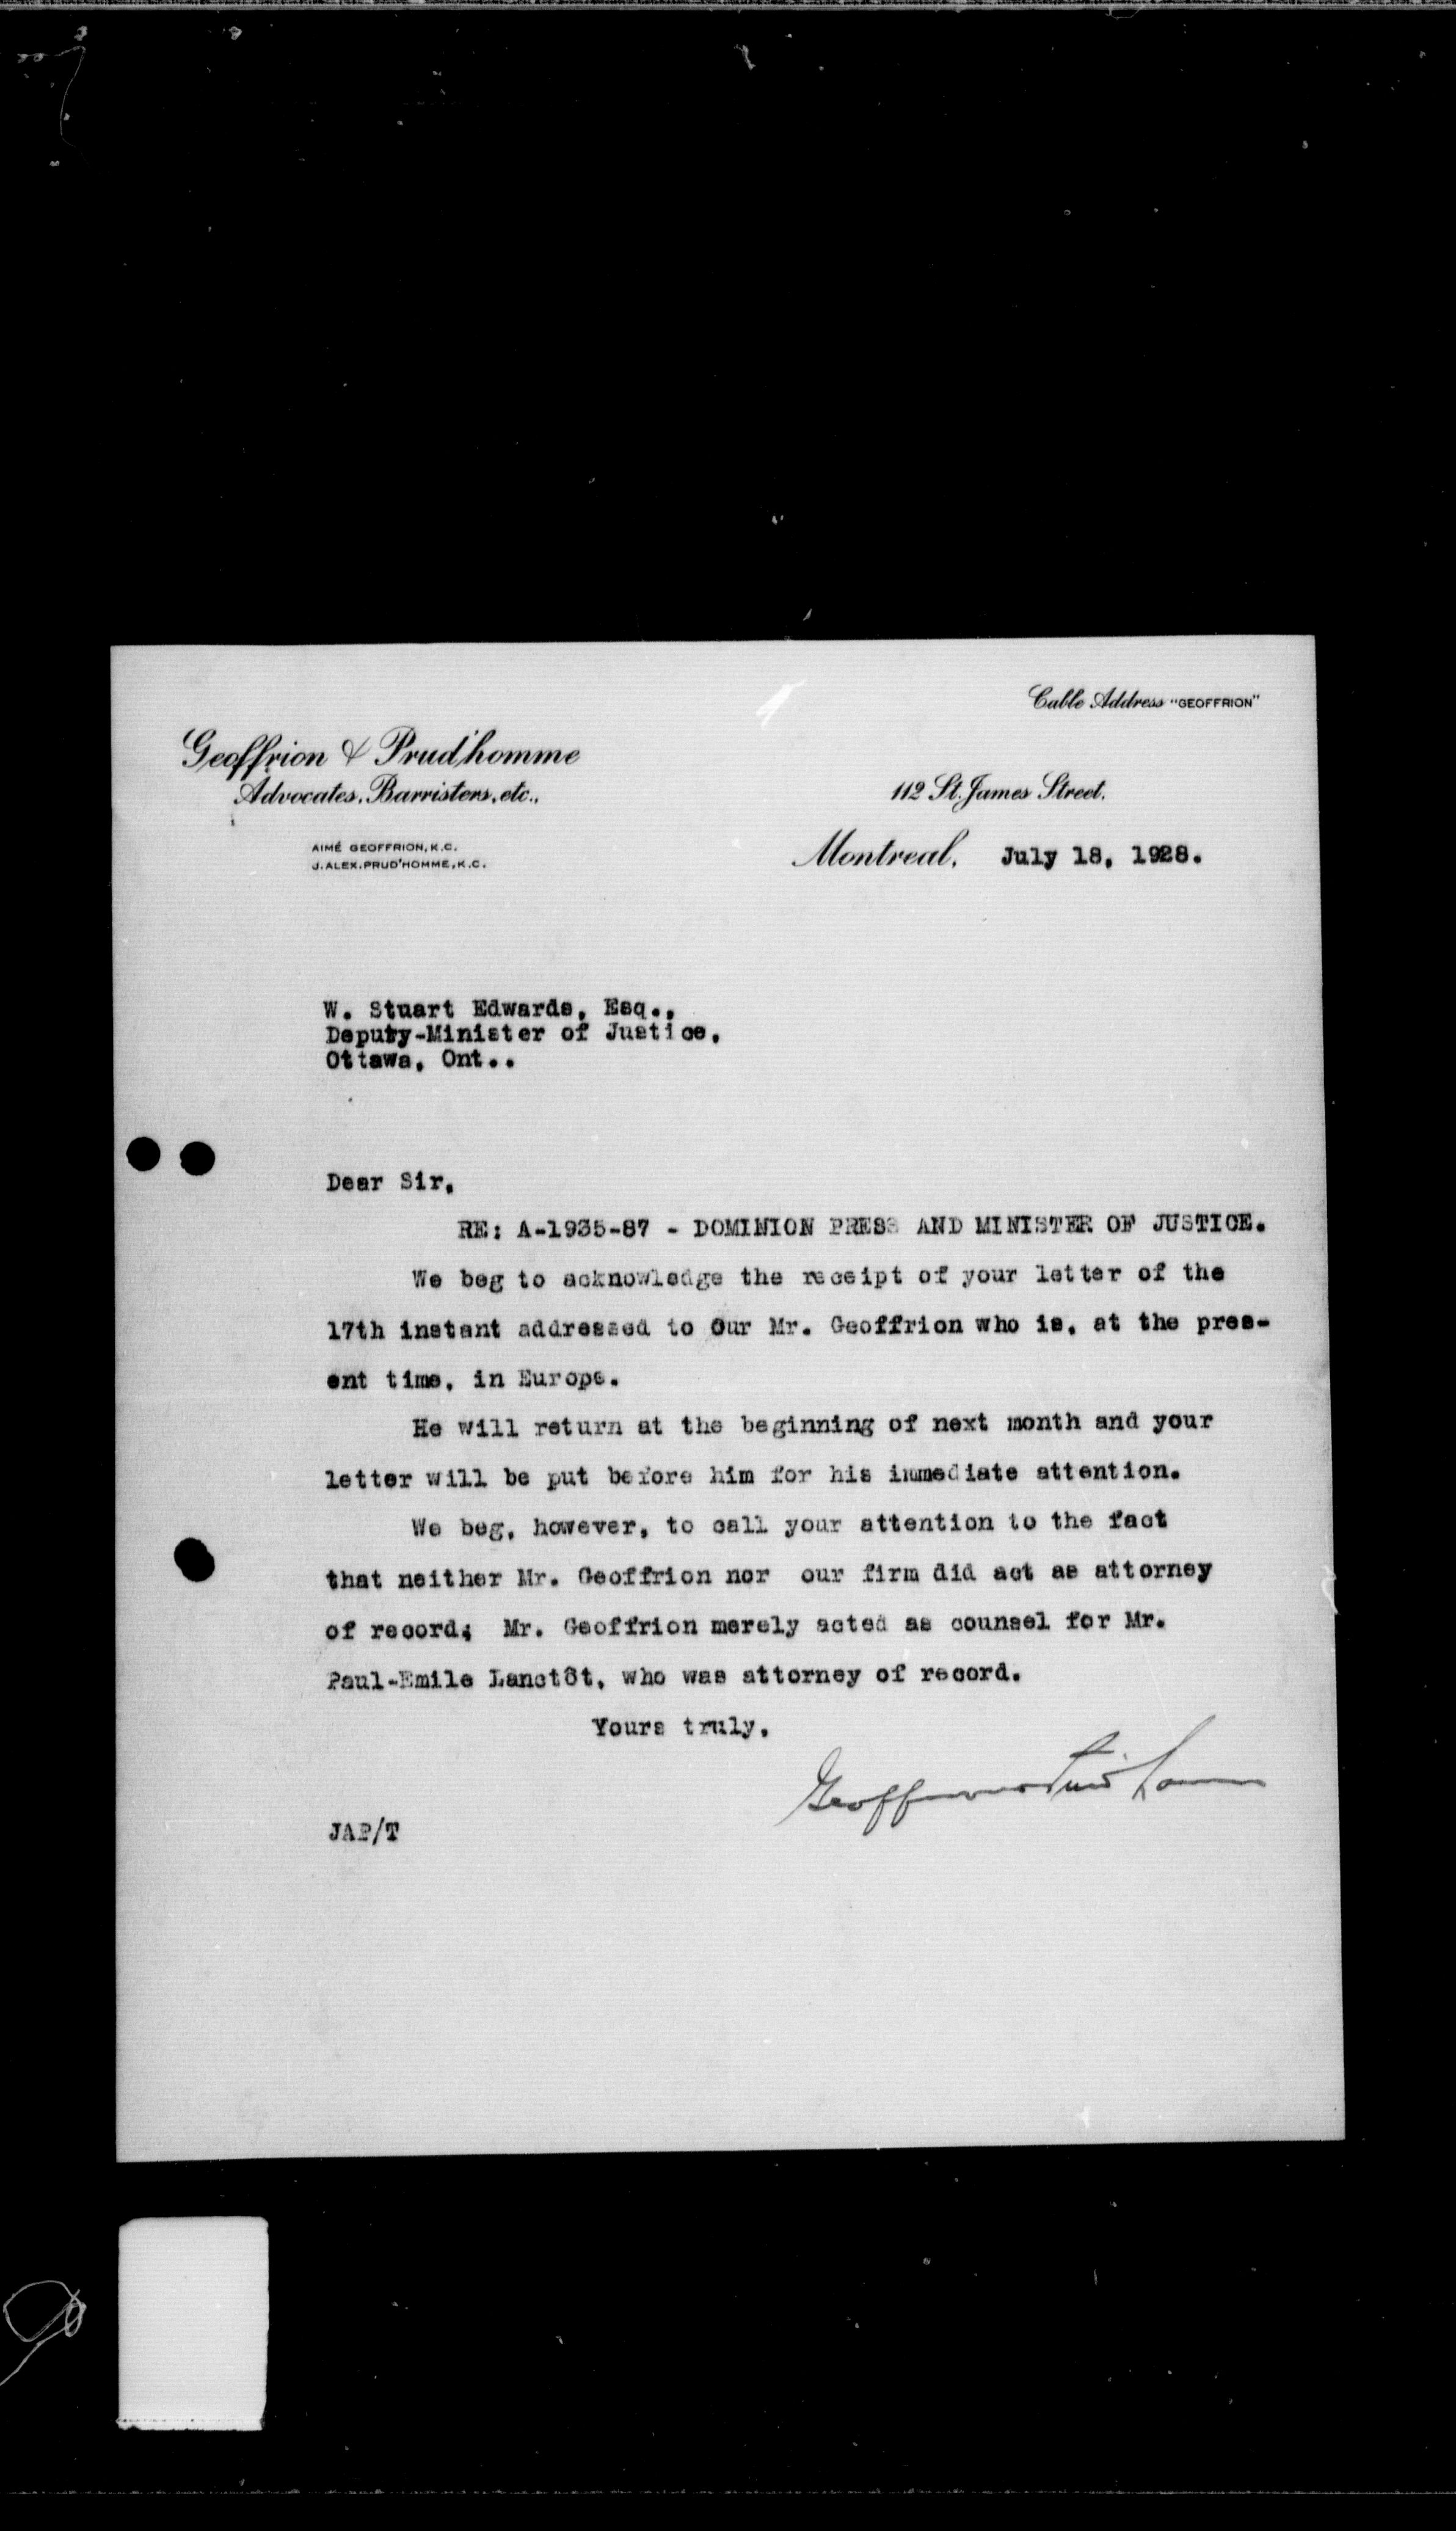 Cable Address "GEOFFRION"
Geoffrion & Prud'homme
Advocates, Barristers, etc.,
112 St. James Street,
AIMÉ GEOFFRION, K.C.
J. ALEX. PRUD'HOMME, K.C.
Montreal, July 18, 1928.
W. Stuart Edwards, Esq.,
Deputy-Minister of Justice,
Ottawa, Ont..
Dear Sir,
RE: A-1935-87 - DOMINION PRESS AND MINISTER OF JUSTICE.
We beg to acknowledge the receipt of your letter of the
17th instant addressed to Our Mr. Geoffrion who is, at the pres-
ent time, in Europe.
He will return at the beginning of next month and your
letter will be put before him for his immediate attention.
We beg, however, to call your attention to the fact
that neither Mr. Geoffrion nor our firm did act as attorney
of record; Mr. Geoffrion merely acted as counsel for Mr.
Paul-Emile Lanctôt, who was attorney of record.
Yours truly,
Geoffrion & Prud'homme
JAP/T